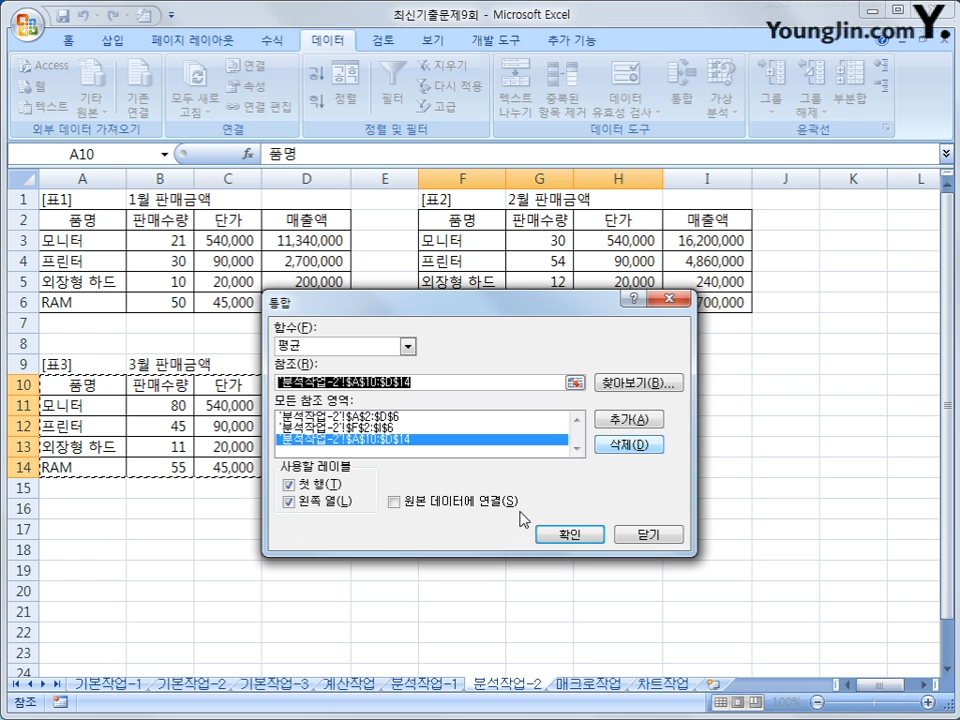 최신기출문제9회 - Microsoft Excel
YoungJin.com Y.
홈 삽입 페이지 레이아웃 수식 데이터 검토 보기 개발 도구 추가 기능
Access
웹
텍스트
기타 원본
기존 연결
모두 새로 고침
연결
속성
연결 편집
정렬
필터
지우기
다시 적용
고급
텍스트 나누기
중복된 항목 제거
데이터 유효성 검사
통합
가상 분석
그룹
그룹 해제
부분합
외부 데이터 가져오기 연결 정렬 및 필터 데이터 도구 윤곽선
A10 fx 품명
A B C D E F G H I J K L
1 [표1] 1월 판매금액 [표2] 2월 판매금액
2 품명 판매수량 단가 매출액 품명 판매수량 단가 매출액
3 모니터 21 540,000 11,340,000 모니터 30 540,000 16,200,000
4 프린터 30 90,000 2,700,000 프린터 54 90,000 4,860,000
5 외장형 하드 10 20,000 200,000 외장형 하드 12 20,000 240,000
6 RAM 50 45,000 700,000
7
8
9 [표3] 3월 판매금액
10 품명 판매수량 단가
11 모니터 80 540,000
12 프린터 45 90,000
13 외장형 하드 11 20,000
14 RAM 55 45,000
15
16
17
18
19
20
21
22
23
24
통합
함수(F):
평균
참조(R):
'분석작업-2'!$A$10:$D$14 찾아보기(B)...
모든 참조 영역:
'분석작업-2'!$A$2:$D$6
'분석작업-2'!$F$2:$I$6
'분석작업-2'!$A$10:$D$14
추가(A)
삭제(D)
사용할 레이블
첫 행(T)
왼쪽 열(L) 원본 데이터에 연결(S)
확인 닫기
기본작업-1 기본작업-2 기본작업-3 계산작업 분석작업-1 분석작업-2 매크로작업 차트작업
참조 100%